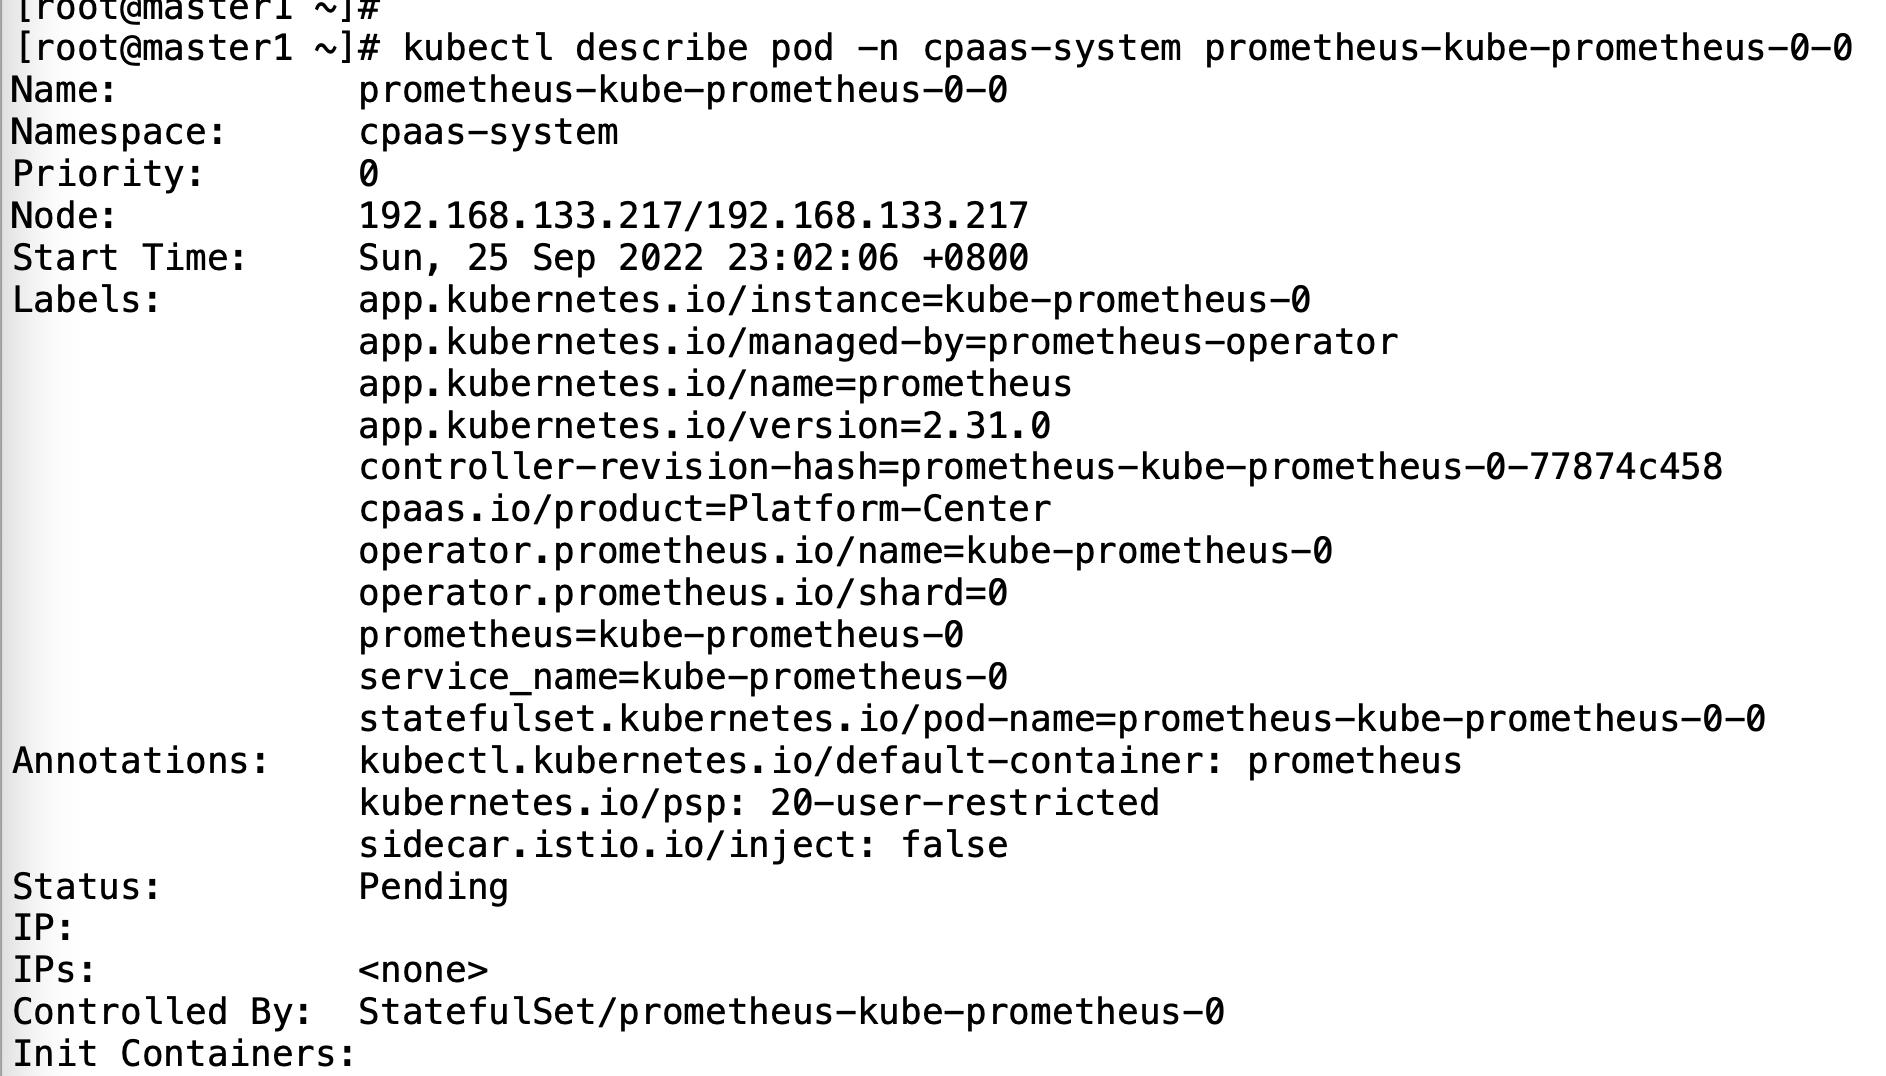 [root@master1 ~]#
[root@master1 ~]# kubectl describe pod -n cpaas-system prometheus-kube-prometheus-0-0
Name:         prometheus-kube-prometheus-0-0
Namespace:    cpaas-system
Priority:     0
Node:         192.168.133.217/192.168.133.217
Start Time:   Sun, 25 Sep 2022 23:02:06 +0800
Labels:       app.kubernetes.io/instance=kube-prometheus-0
              app.kubernetes.io/managed-by=prometheus-operator
              app.kubernetes.io/name=prometheus
              app.kubernetes.io/version=2.31.0
              controller-revision-hash=prometheus-kube-prometheus-0-77874c458
              cpaas.io/product=Platform-Center
              operator.prometheus.io/name=kube-prometheus-0
              operator.prometheus.io/shard=0
              prometheus=kube-prometheus-0
              service_name=kube-prometheus-0
              statefulset.kubernetes.io/pod-name=prometheus-kube-prometheus-0-0
Annotations:  kubectl.kubernetes.io/default-container: prometheus
              kubernetes.io/psp: 20-user-restricted
              sidecar.istio.io/inject: false
Status:       Pending
IP:
IPs:          <none>
Controlled By:  StatefulSet/prometheus-kube-prometheus-0
Init Containers: